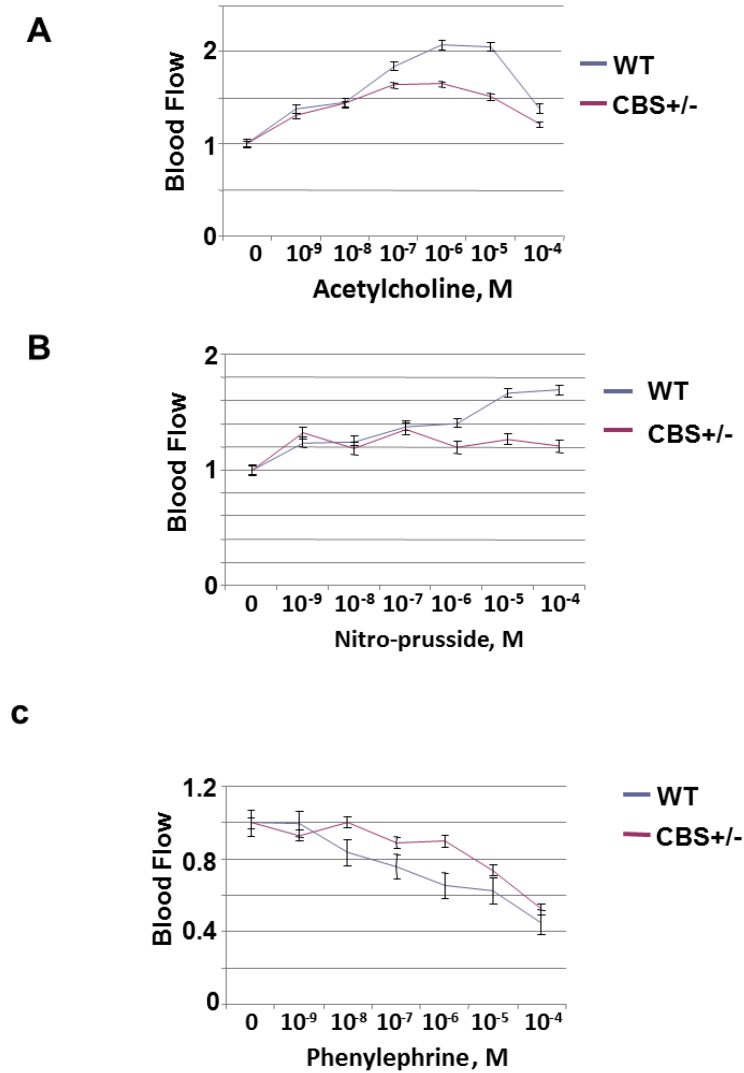 A
Blood Flow
2
1
0
WT
CBS+/-
0 10⁻⁹ 10⁻⁸ 10⁻⁷ 10⁻⁶ 10⁻⁵ 10⁻⁴
Acetylcholine, M
B
Blood Flow
2
1
0
WT
CBS+/-
0 10⁻⁹ 10⁻⁸ 10⁻⁷ 10⁻⁶ 10⁻⁵ 10⁻⁴
Nitro-prusside, M
c
Blood Flow
1.2
0.8
0.4
0
WT
CBS+/-
0 10⁻⁹ 10⁻⁸ 10⁻⁷ 10⁻⁶ 10⁻⁵ 10⁻⁴
Phenylephrine, M